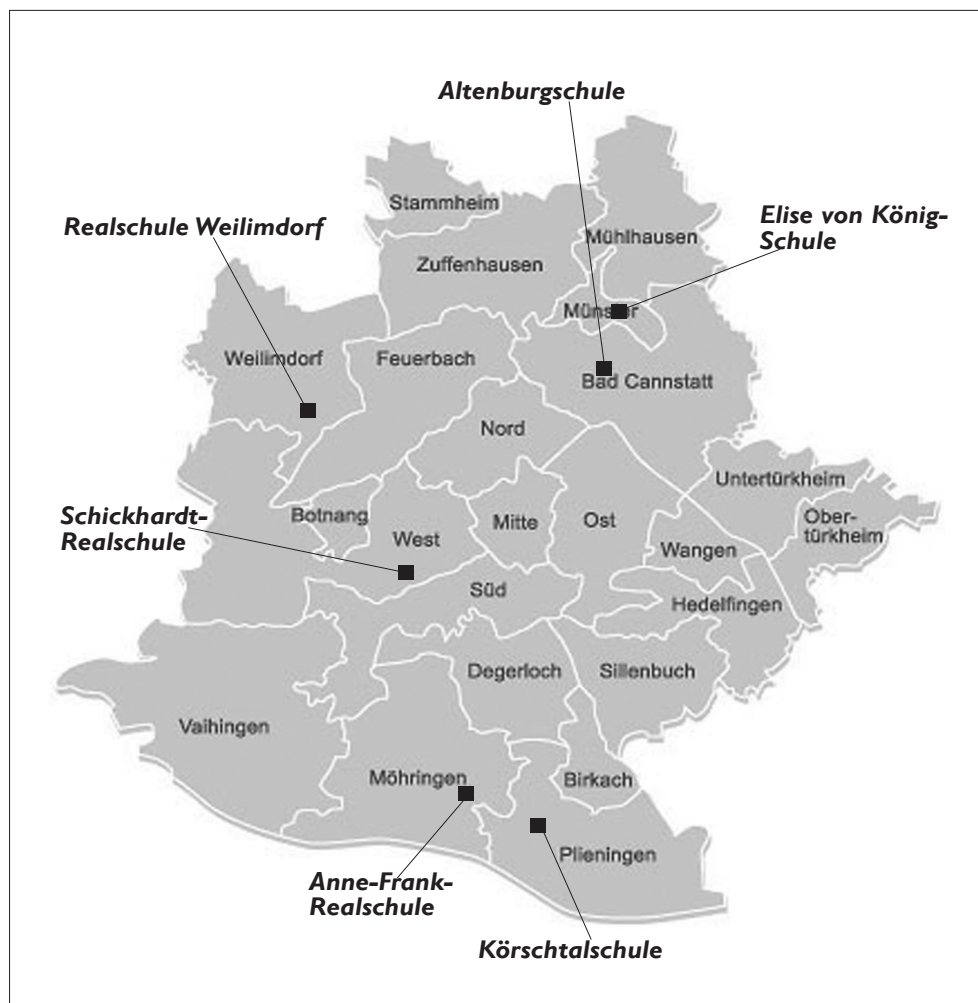 Altenburgschule
Stammheim
Realschule Weilimdorf
Elise von König-
Schule
Mühlhausen
Zuffenhausen
Münster
Weilimdorf
Feuerbach
Bad Cannstatt
Nord
Untertürkheim
Schickhardt-
Realschule
Botnang
West
Mitte
Ost
Ober-
türkheim
Wangen
Süd
Hedelfingen
Degerloch
Sillenbuch
Vaihingen
Möhringen
Birkach
Plieningen
Anne-Frank-
Realschule
Körschtalschule